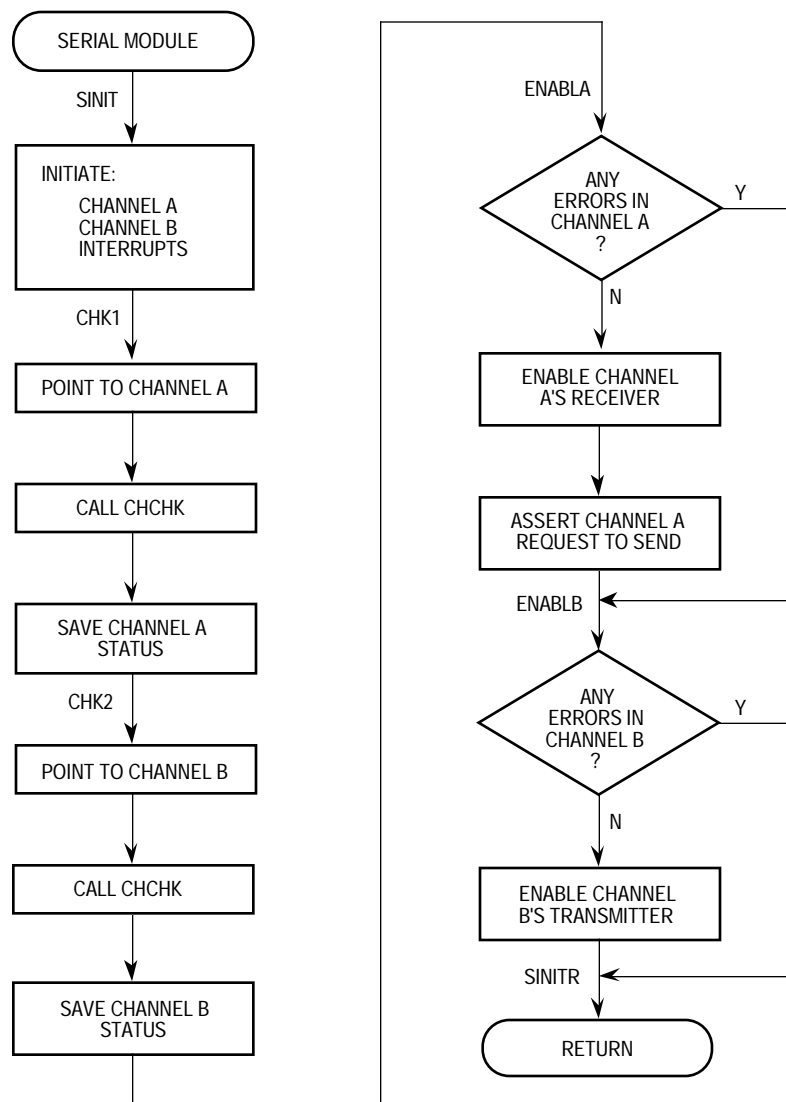 SERIAL MODULE
SINIT
INITIATE:
CHANNEL A
CHANNEL B
INTERRUPTS
CHK1
POINT TO CHANNEL A
CALL CHCHK
SAVE CHANNEL A
STATUS
CHK2
POINT TO CHANNEL B
CALL CHCHK
SAVE CHANNEL B
STATUS
ENABLA
ANY
ERRORS IN
CHANNEL A
?
Y
N
ENABLE CHANNEL
A'S RECEIVER
ASSERT CHANNEL A
REQUEST TO SEND
ENABLB
ANY
ERRORS IN
CHANNEL B
?
Y
N
ENABLE CHANNEL
B'S TRANSMITTER
SINITR
RETURN